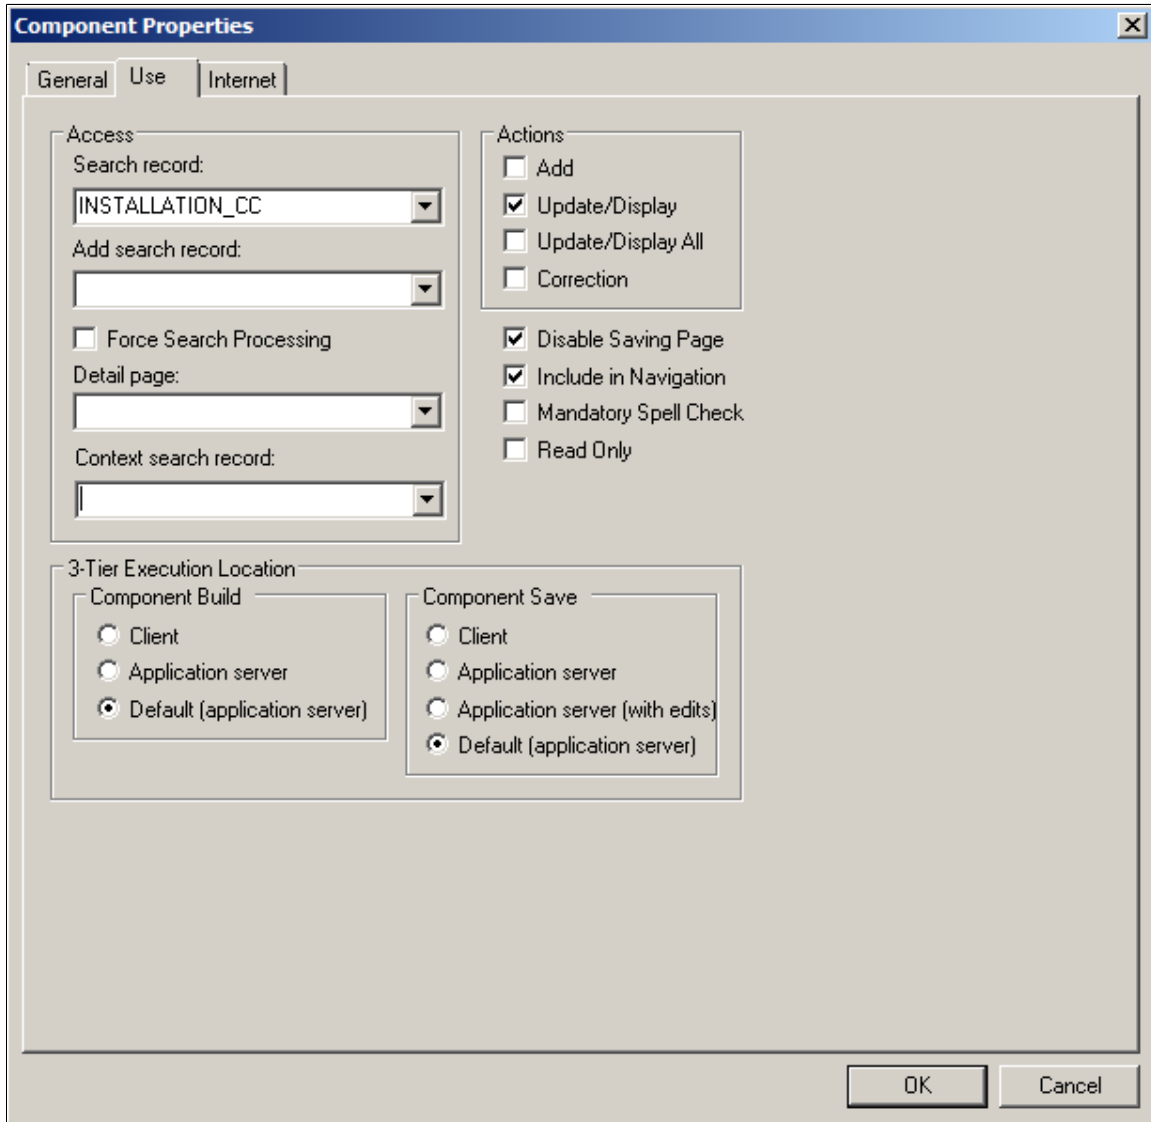 Component Properties
General Use Internet
Access
Search record:
INSTALLATION_CC
Add search record:
Force Search Processing
Detail page:
Context search record:
Actions
Add
Update/Display
Update/Display All
Correction
Disable Saving Page
Include in Navigation
Mandatory Spell Check
Read Only
3-Tier Execution Location
Component Build
Client
Application server
Default (application server)
Component Save
Client
Application server
Application server (with edits)
Default (application server)
OK Cancel